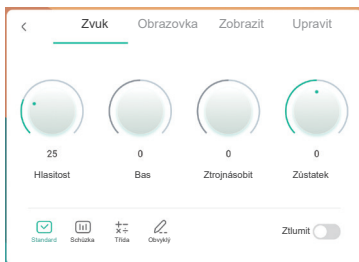 Zvuk Obrazovka Zobrazit Upravit
25 0 0 0
Hlasitost Bas Ztrojnásobit Zůstatek
Standard Schůzka Třída Obvyklý Ztlumit